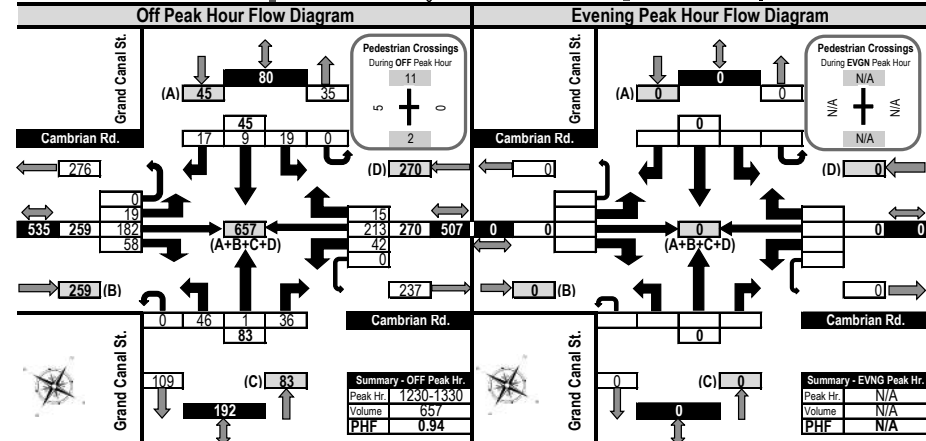 Off Peak Hour Flow Diagram
Grand Canal St.
(A) 45
80
35
Pedestrian Crossings
During OFF Peak Hour
11
5
0
2
Cambrian Rd.
45
17 9 19 0
276
(D) 270
0
19
182
58
535 259
657
(A+B+C+D)
15
213
42
0
270 507
259 (B)
237
0 46 1 36
83
Cambrian Rd.
Grand Canal St.
109
(C) 83
192
Summary - OFF Peak Hr.
Peak Hr. 1230-1330
Volume 657
PHF 0.94
Evening Peak Hour Flow Diagram
Grand Canal St.
(A) 0
0
0
Pedestrian Crossings
During EVGN Peak Hour
N/A
N/A
N/A
N/A
Cambrian Rd.
0
0
(D) 0
0 0
0
(A+B+C+D)
0 0
0 (B)
0
0
Cambrian Rd.
Grand Canal St.
0
(C) 0
0
Summary - EVNG Peak Hr.
Peak Hr. N/A
Volume N/A
PHF N/A